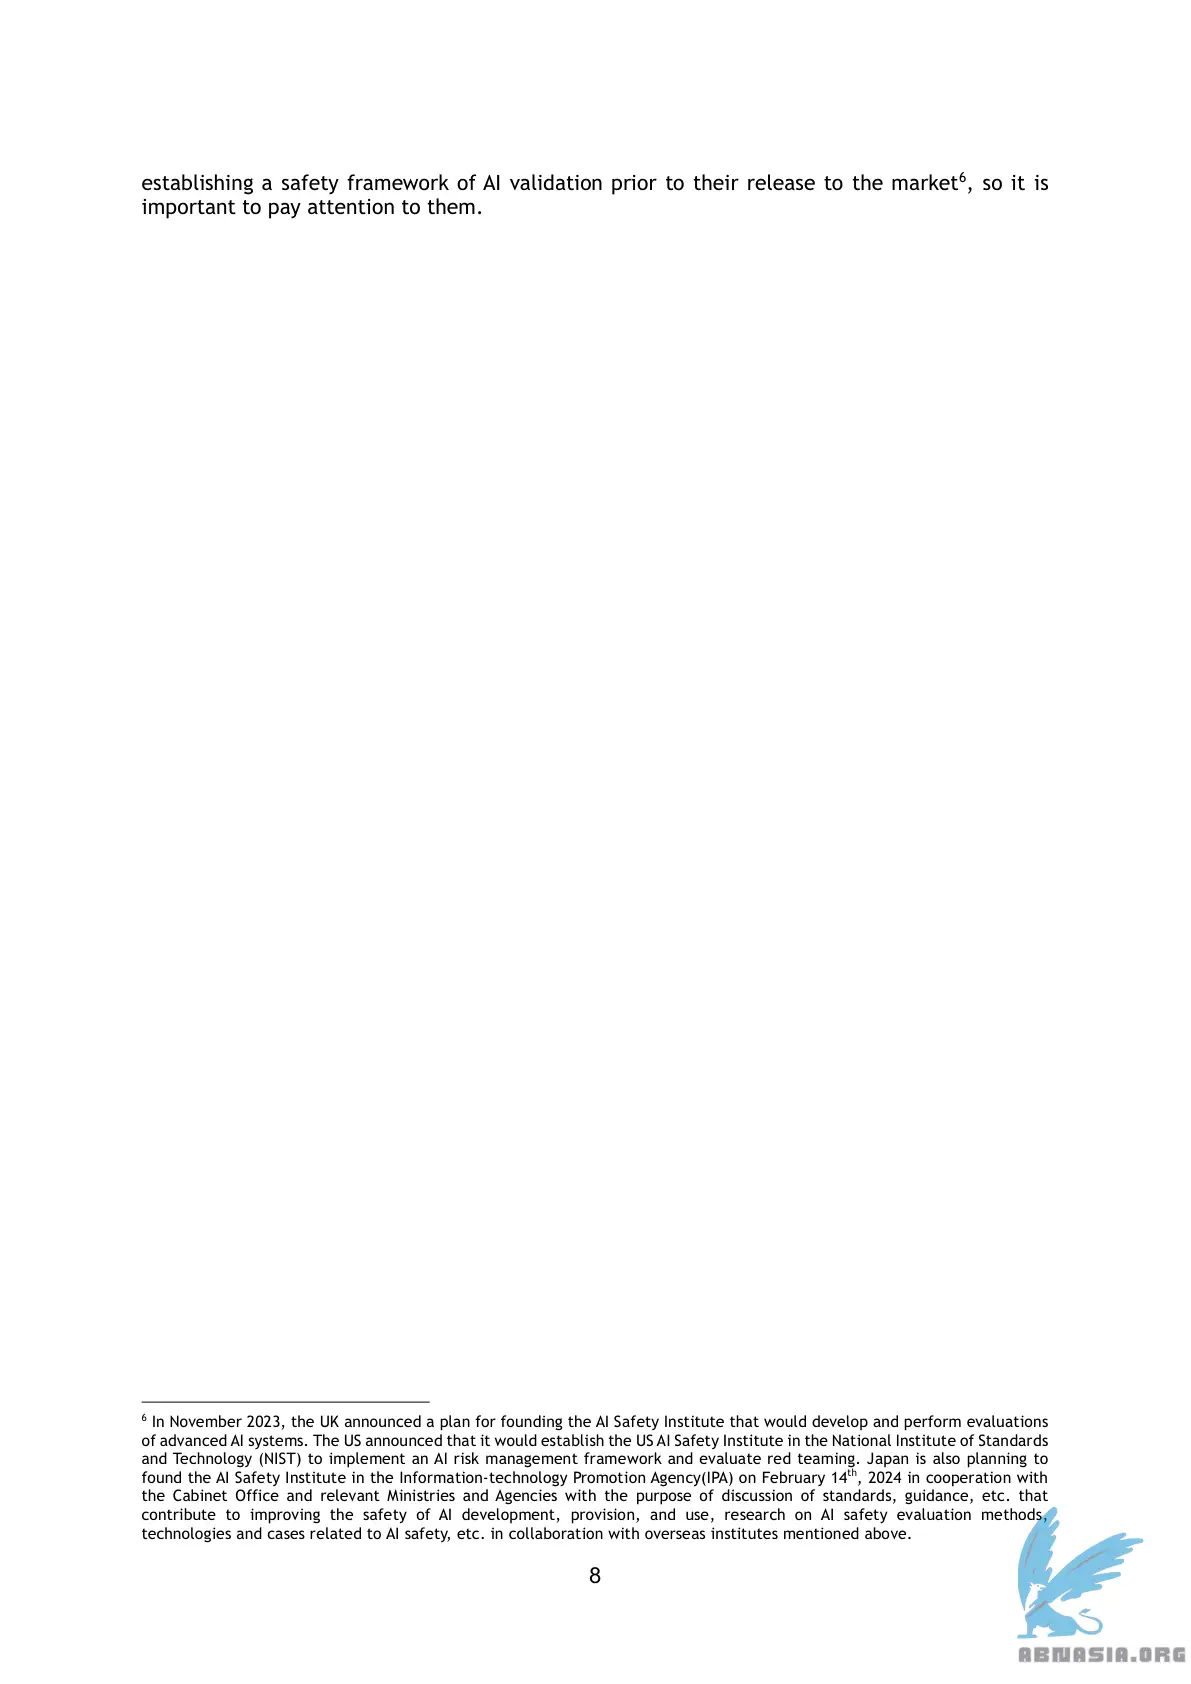 establishing a safety framework of AI validation prior to their release to the market⁶, so it is
important to pay attention to them.
⁶ In November 2023, the UK announced a plan for founding the AI Safety Institute that would develop and perform evaluations
of advanced AI systems. The US announced that it would establish the US AI Safety Institute in the National Institute of Standards
and Technology (NIST) to implement an AI risk management framework and evaluate red teaming. Japan is also planning to
found the AI Safety Institute in the Information-technology Promotion Agency(IPA) on February 14th, 2024 in cooperation with
the Cabinet Office and relevant Ministries and Agencies with the purpose of discussion of standards, guidance, etc. that
contribute to improving the safety of AI development, provision, and use, research on AI safety evaluation methods,
technologies and cases related to AI safety, etc. in collaboration with overseas institutes mentioned above.
8
ABNASIA.ORG